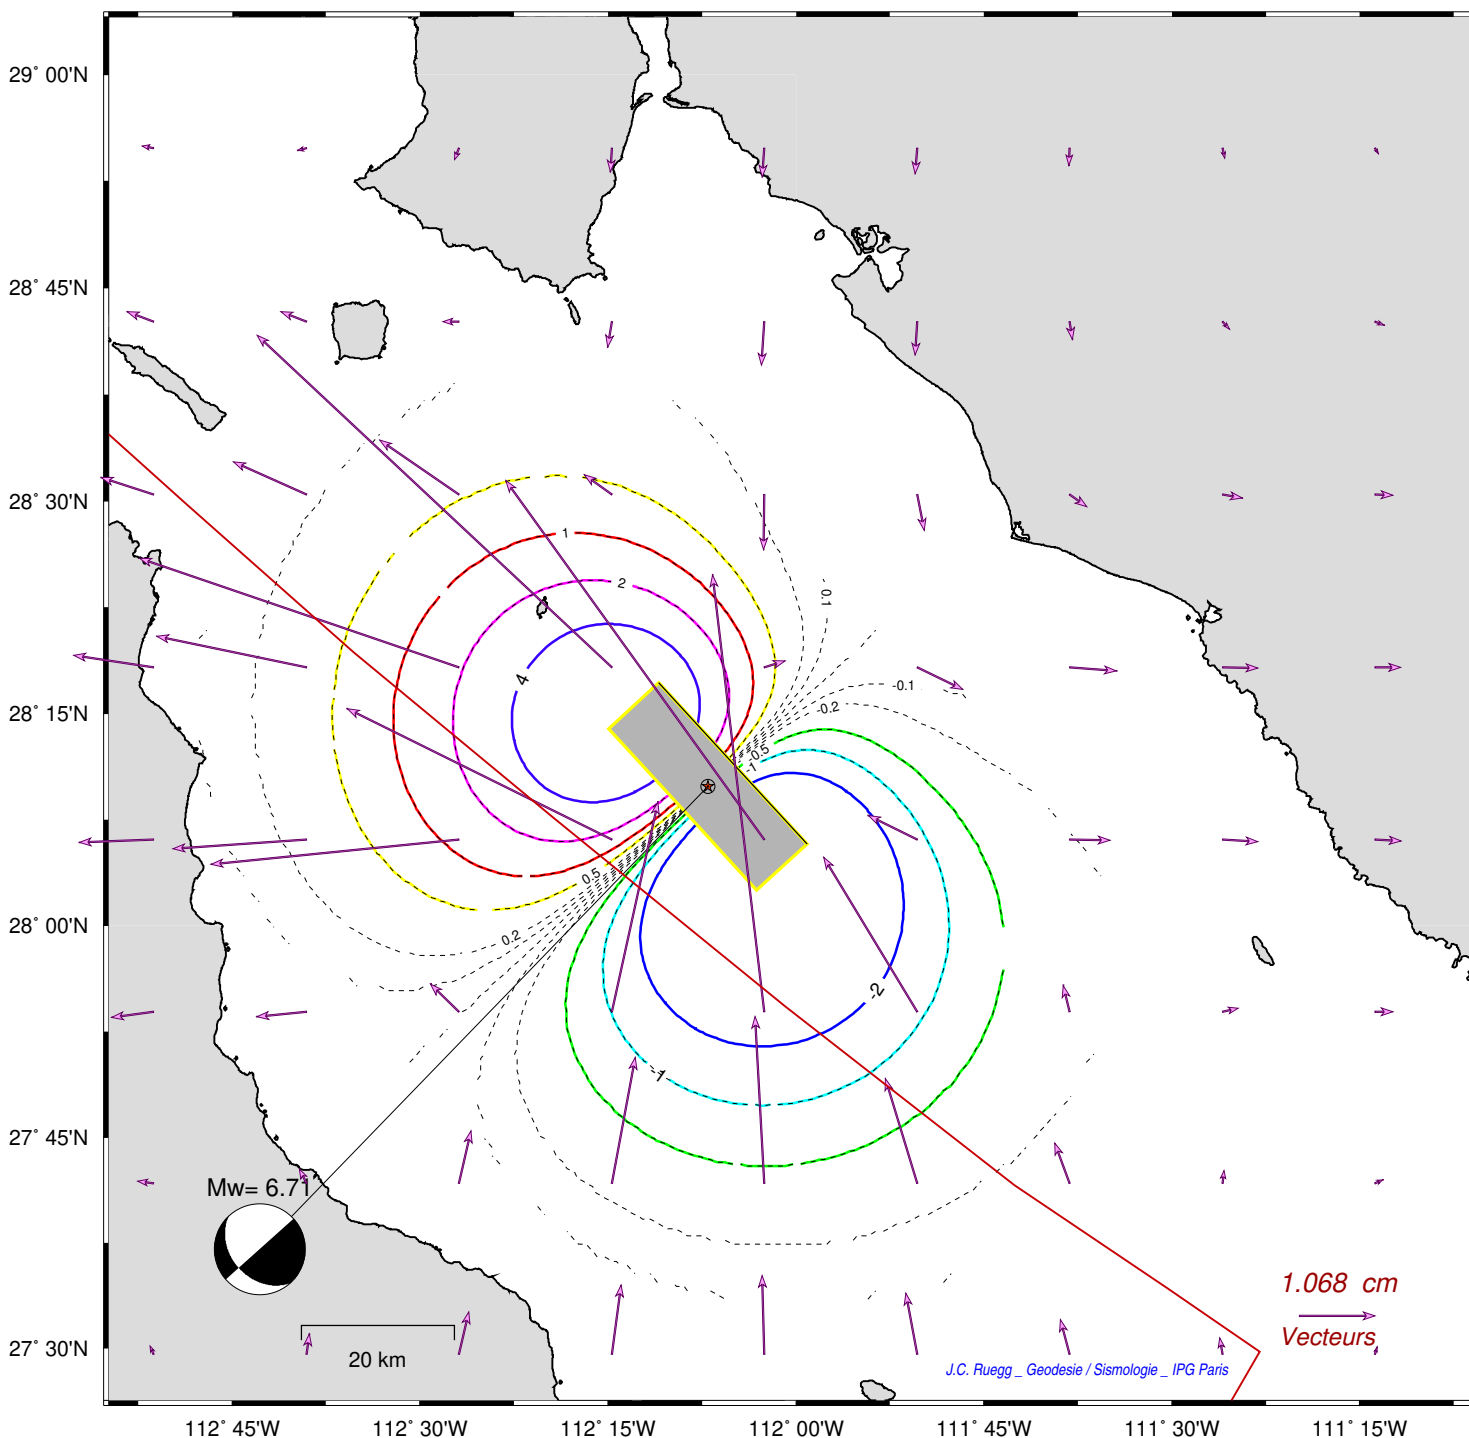 29° 00'N
28° 45'N
28° 30'N
28° 15'N
28° 00'N
27° 45'N
27° 30'N
1
2
4
0.1
-0.1
-0.2
-0.5
-1
0.5
0.2
-2
-1
Mw= 6.71
20 km
1.068 cm
Vecteurs
J.C. Ruegg _ Geodesie / Sismologie _ IPG Paris
112° 45'W
112° 30'W
112° 15'W
112° 00'W
111° 45'W
111° 30'W
111° 15'W